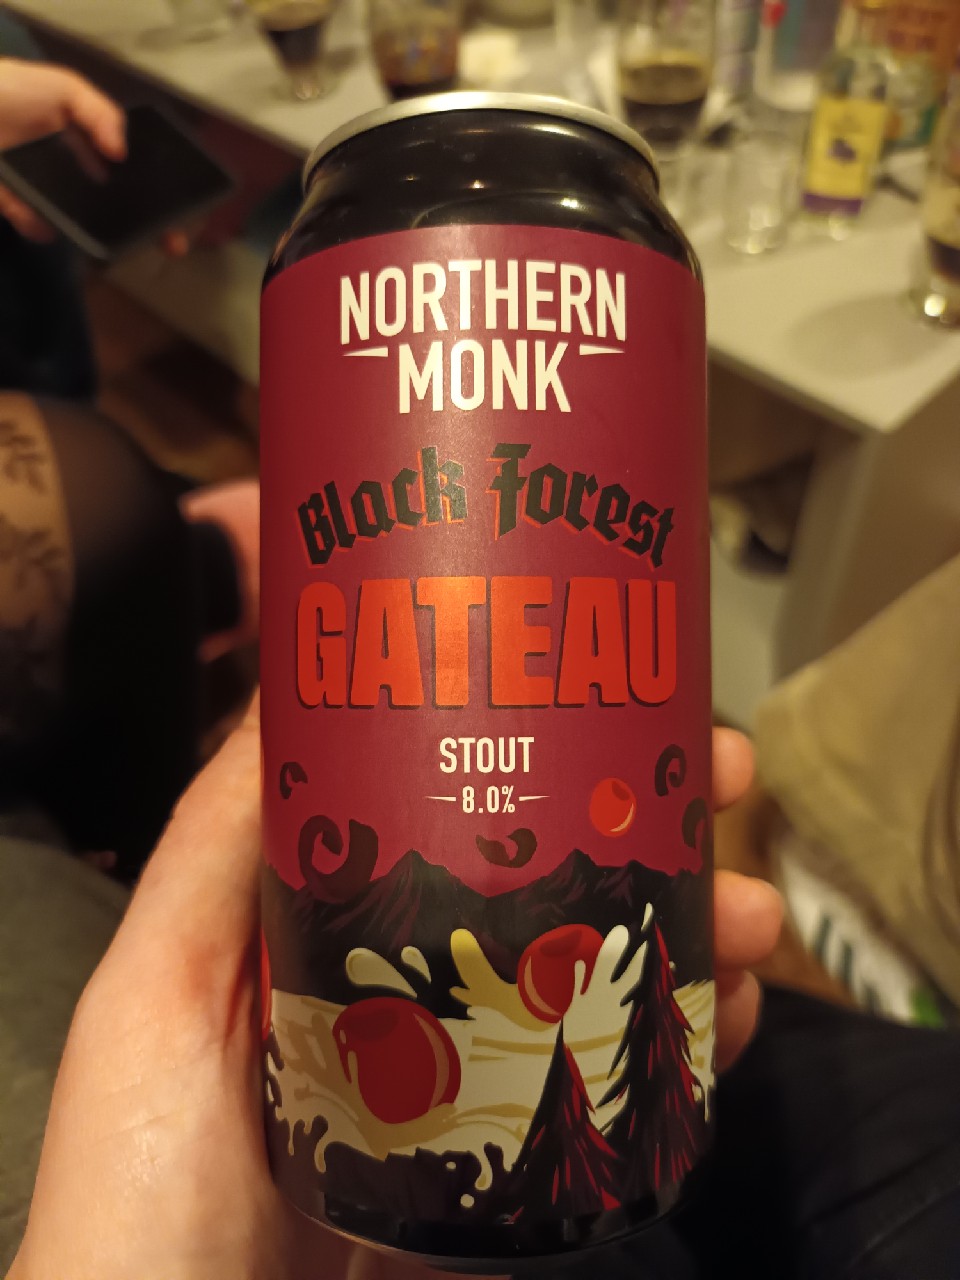 NORTHERN
MONK
Black Forest
GATEAU
STOUT
8.0%